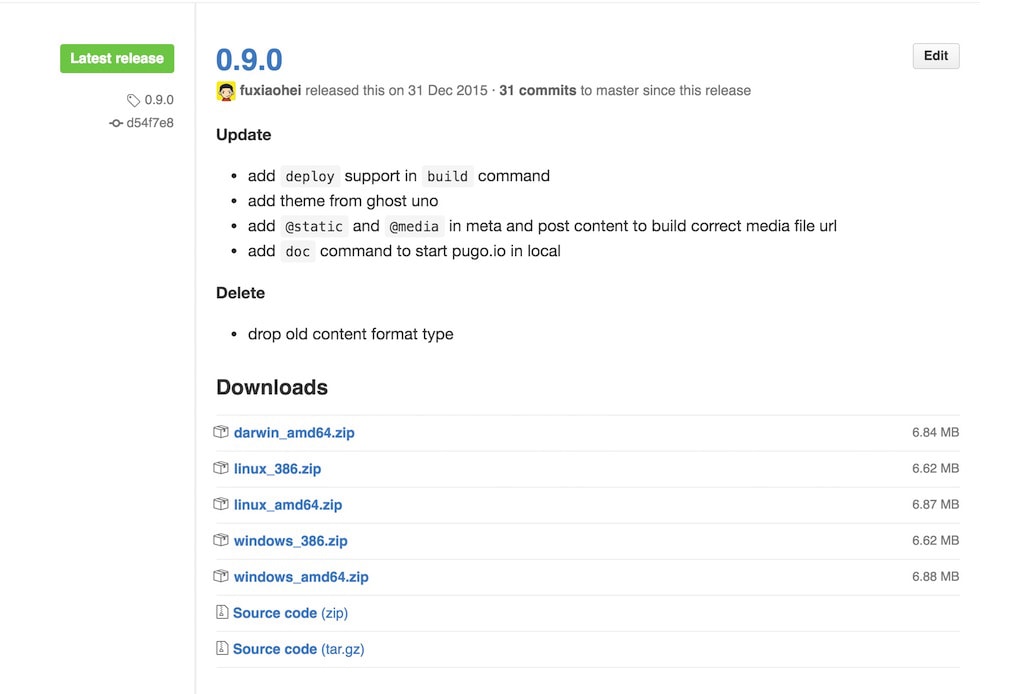 Latest release
0.9.0
d54f7e8
0.9.0
Edit
fuxiaohei released this on 31 Dec 2015 · 31 commits to master since this release
Update
• add deploy support in build command
• add theme from ghost uno
• add @static and @media in meta and post content to build correct media file url
• add doc command to start pugo.io in local
Delete
• drop old content format type
Downloads
darwin_amd64.zip 6.84 MB
linux_386.zip 6.62 MB
linux_amd64.zip 6.87 MB
windows_386.zip 6.62 MB
windows_amd64.zip 6.88 MB
Source code (zip)
Source code (tar.gz)